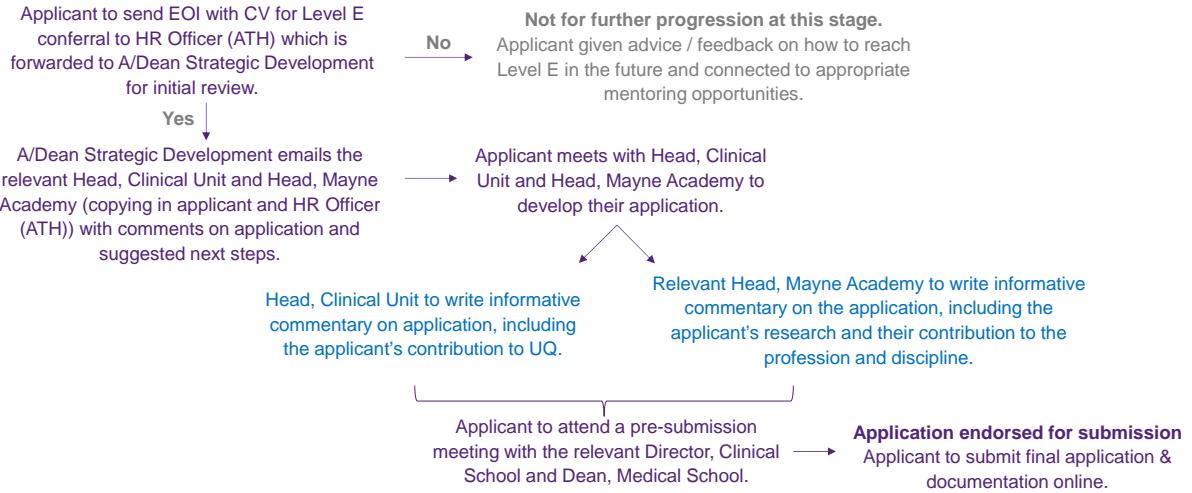 Applicant to send EOI with CV for Level E
conferral to HR Officer (ATH) which is
forwarded to A/Dean Strategic Development
for initial review.
No
Not for further progression at this stage.
Applicant given advice / feedback on how to reach
Level E in the future and connected to appropriate
mentoring opportunities.
Yes
A/Dean Strategic Development emails the
relevant Head, Clinical Unit and Head, Mayne
Academy (copying in applicant and HR Officer
(ATH)) with comments on application and
suggested next steps.
Applicant meets with Head, Clinical
Unit and Head, Mayne Academy to
develop their application.
Head, Clinical Unit to write informative
commentary on application, including
the applicant's contribution to UQ.
Relevant Head, Mayne Academy to write informative
commentary on the application, including the
applicant's research and their contribution to the
profession and discipline.
Applicant to attend a pre-submission
meeting with the relevant Director, Clinical
School and Dean, Medical School.
Application endorsed for submission
Applicant to submit final application &
documentation online.